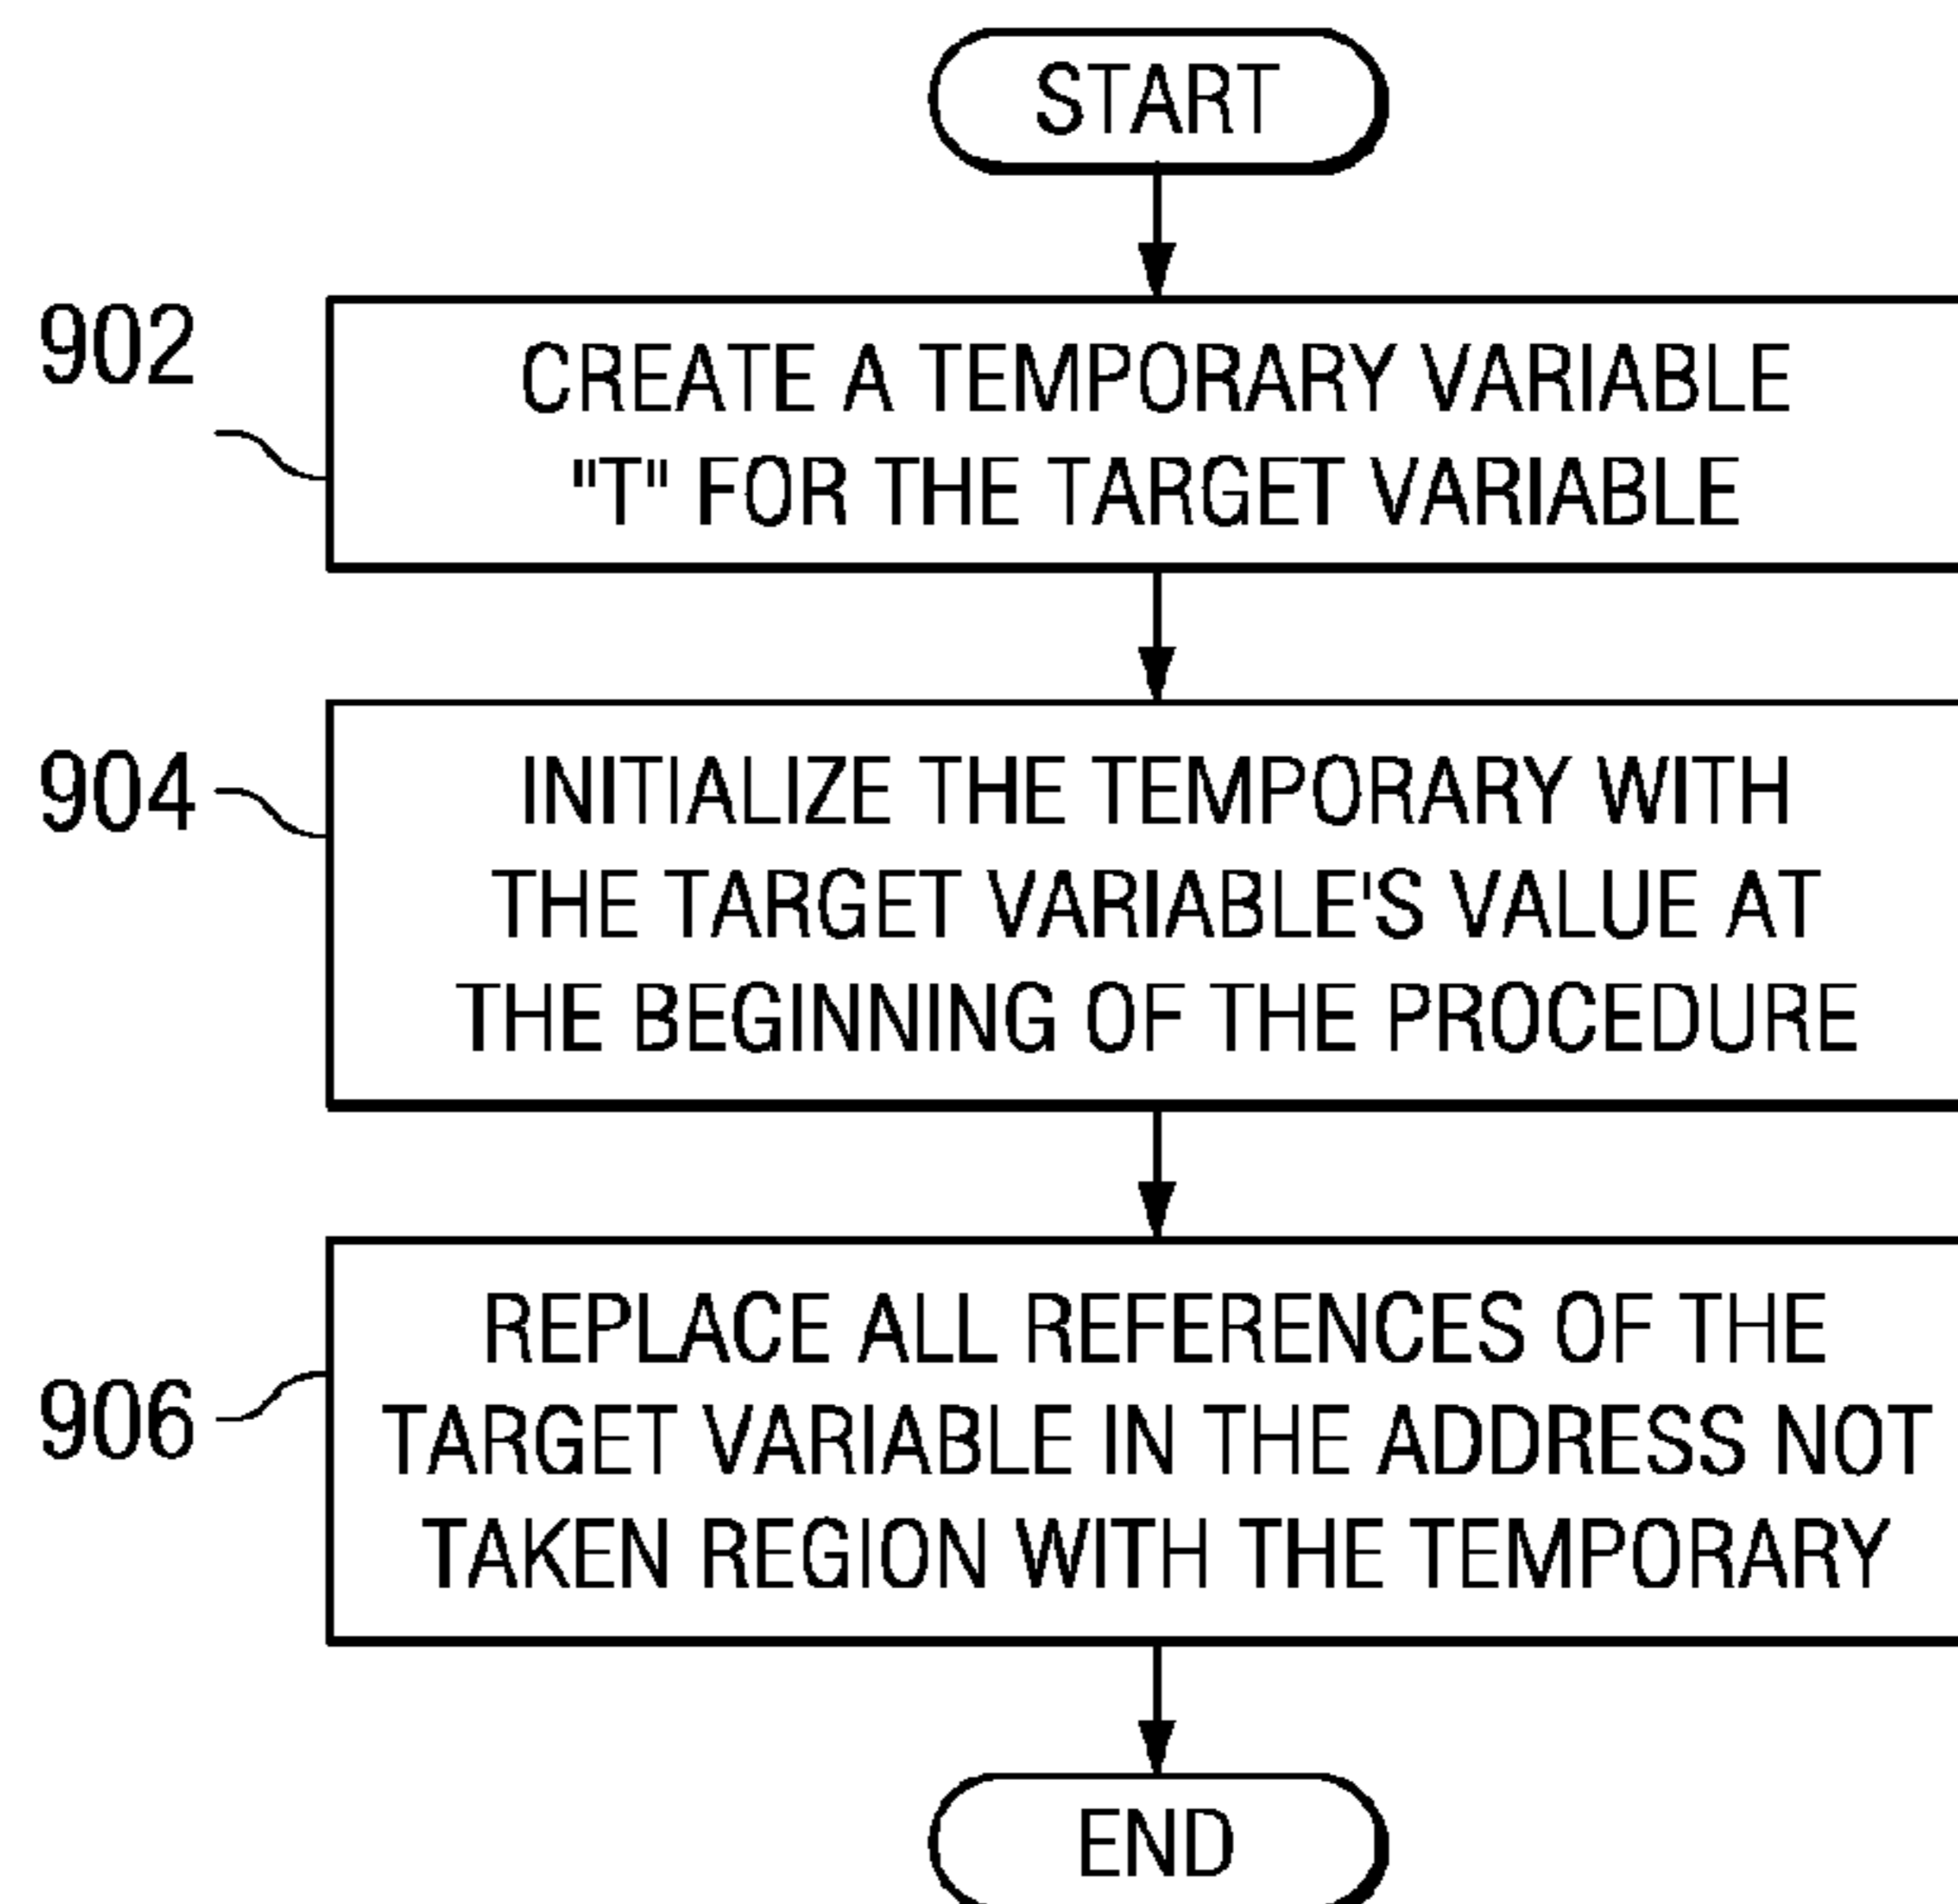 START
902
CREATE A TEMPORARY VARIABLE
"T" FOR THE TARGET VARIABLE
904
INITIALIZE THE TEMPORARY WITH
THE TARGET VARIABLE'S VALUE AT
THE BEGINNING OF THE PROCEDURE
906
REPLACE ALL REFERENCES OF THE
TARGET VARIABLE IN THE ADDRESS NOT
TAKEN REGION WITH THE TEMPORARY
END